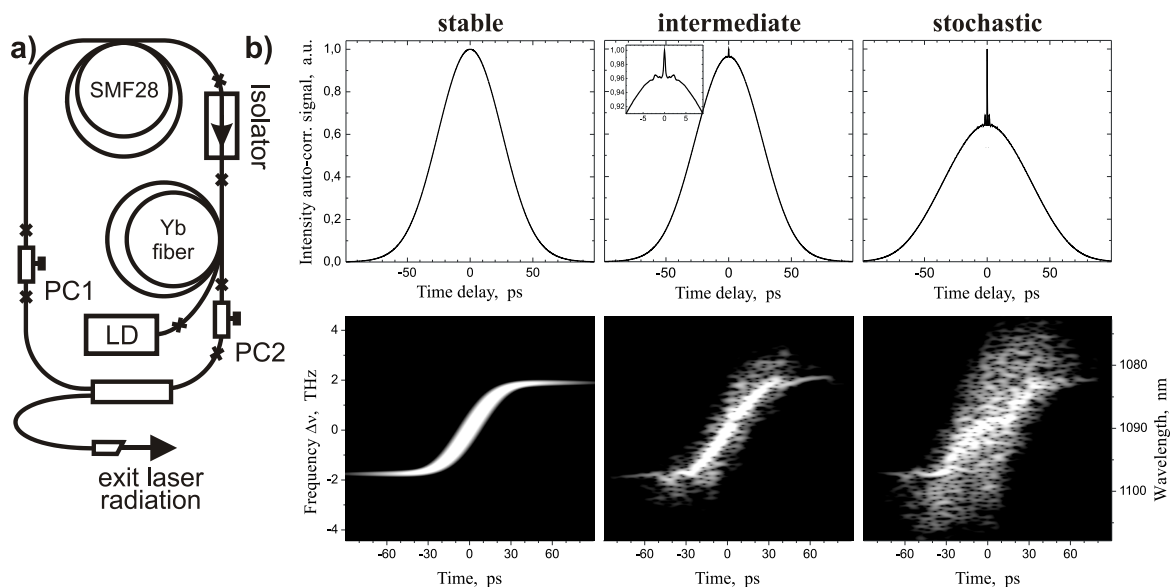 a)
SMF28
Isolator
Yb
fiber
PC1
LD
PC2
exit laser
radiation
b)
stable
intermediate
stochastic
Intensity auto-corr. signal, a.u.
1,0
0,8
0,6
0,4
0,2
0,0
-50 0 50
Time delay, ps
1.00
0.98
0.96
0.94
0.92
-5 0 5
-50 0 50
Time delay, ps
-50 0 50
Time delay, ps
Frequency Δν, THz
4
2
0
-2
-4
-60 -30 0 30 60
Time, ps
-60 -30 0 30 60
Time, ps
-60 -30 0 30 60
Time, ps
1080
1090
1100
Wavelength, nm